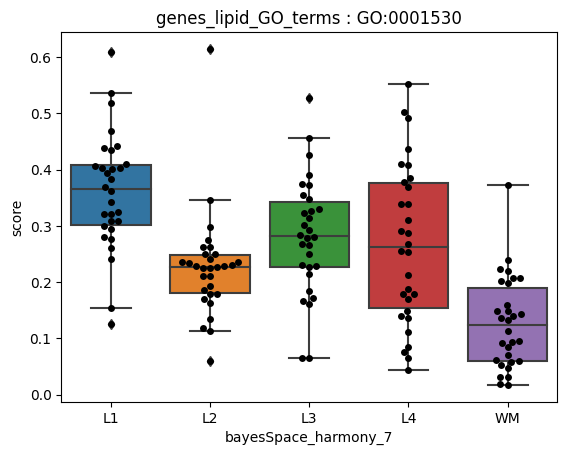 genes_lipid_GO_terms : GO:0001530
0.6
0.5
0.4
0.3
0.2
0.1
0.0
score
L1 L2 L3 L4 WM
bayesSpace_harmony_7